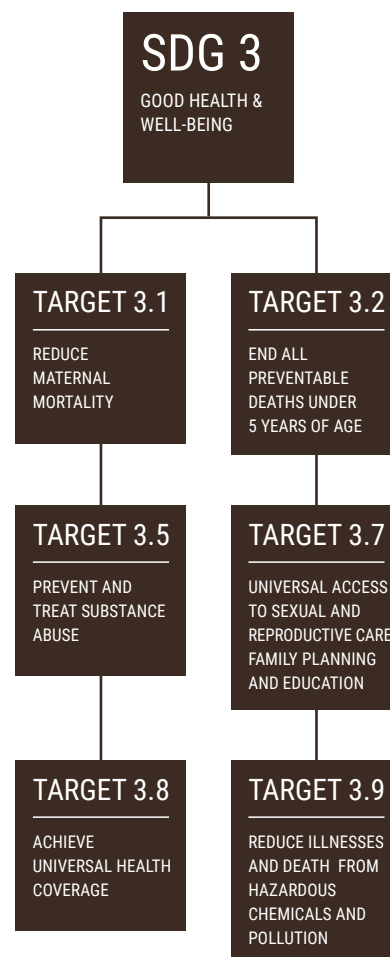 SDG 3
GOOD HEALTH &
WELL-BEING
TARGET 3.1
REDUCE
MATERNAL
MORTALITY
TARGET 3.2
END ALL
PREVENTABLE
DEATHS UNDER
5 YEARS OF AGE
TARGET 3.5
PREVENT AND
TREAT SUBSTANCE
ABUSE
TARGET 3.7
UNIVERSAL ACCESS
TO SEXUAL AND
REPRODUCTIVE CARE
FAMILY PLANNING
AND EDUCATION
TARGET 3.8
ACHIEVE
UNIVERSAL HEALTH
COVERAGE
TARGET 3.9
REDUCE ILLNESSES
AND DEATH FROM
HAZARDOUS
CHEMICALS AND
POLLUTION